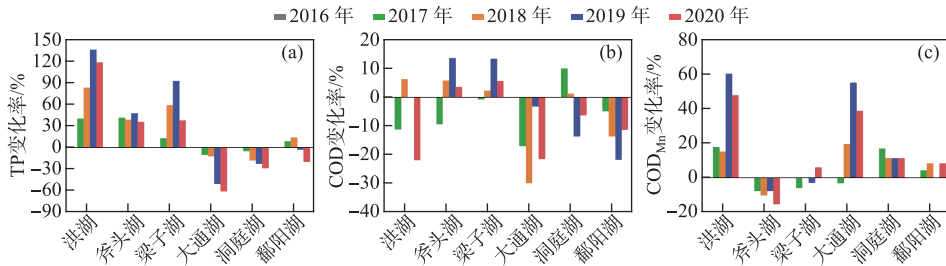 2016 年 2017 年 2018 年 2019 年 2020 年
(a)
TP变化率/%
150
120
90
60
30
0
−30
−60
−90
洪湖
斧头湖
梁子湖
大通湖
洞庭湖
鄱阳湖
(b)
COD变化率/%
20
10
0
−10
−20
−30
−40
洪湖
斧头湖
梁子湖
大通湖
洞庭湖
鄱阳湖
(c)
COD_Mn变化率/%
80
60
40
20
0
−20
洪湖
斧头湖
梁子湖
大通湖
洞庭湖
鄱阳湖